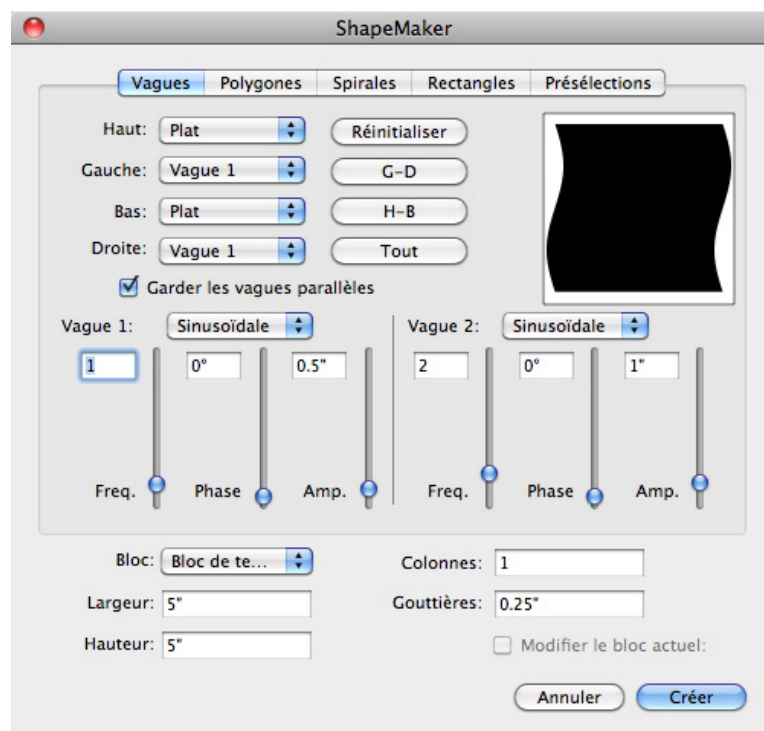 ShapeMaker
Vagues Polygones Spirales Rectangles Présélections
Haut: Plat Réinitialiser
Gauche: Vague 1 G-D
Bas: Plat H-B
Droite: Vague 1 Tout
Garder les vagues parallèles
Vague 1: Sinusoïdale Vague 2: Sinusoïdale
1 0° 0.5" 2 0° 1"
Freq. Phase Amp. Freq. Phase Amp.
Bloc: Bloc de te... Colonnes: 1
Largeur: 5" Gouttières: 0.25"
Hauteur: 5" Modifier le bloc actuel:
Annuler Créer